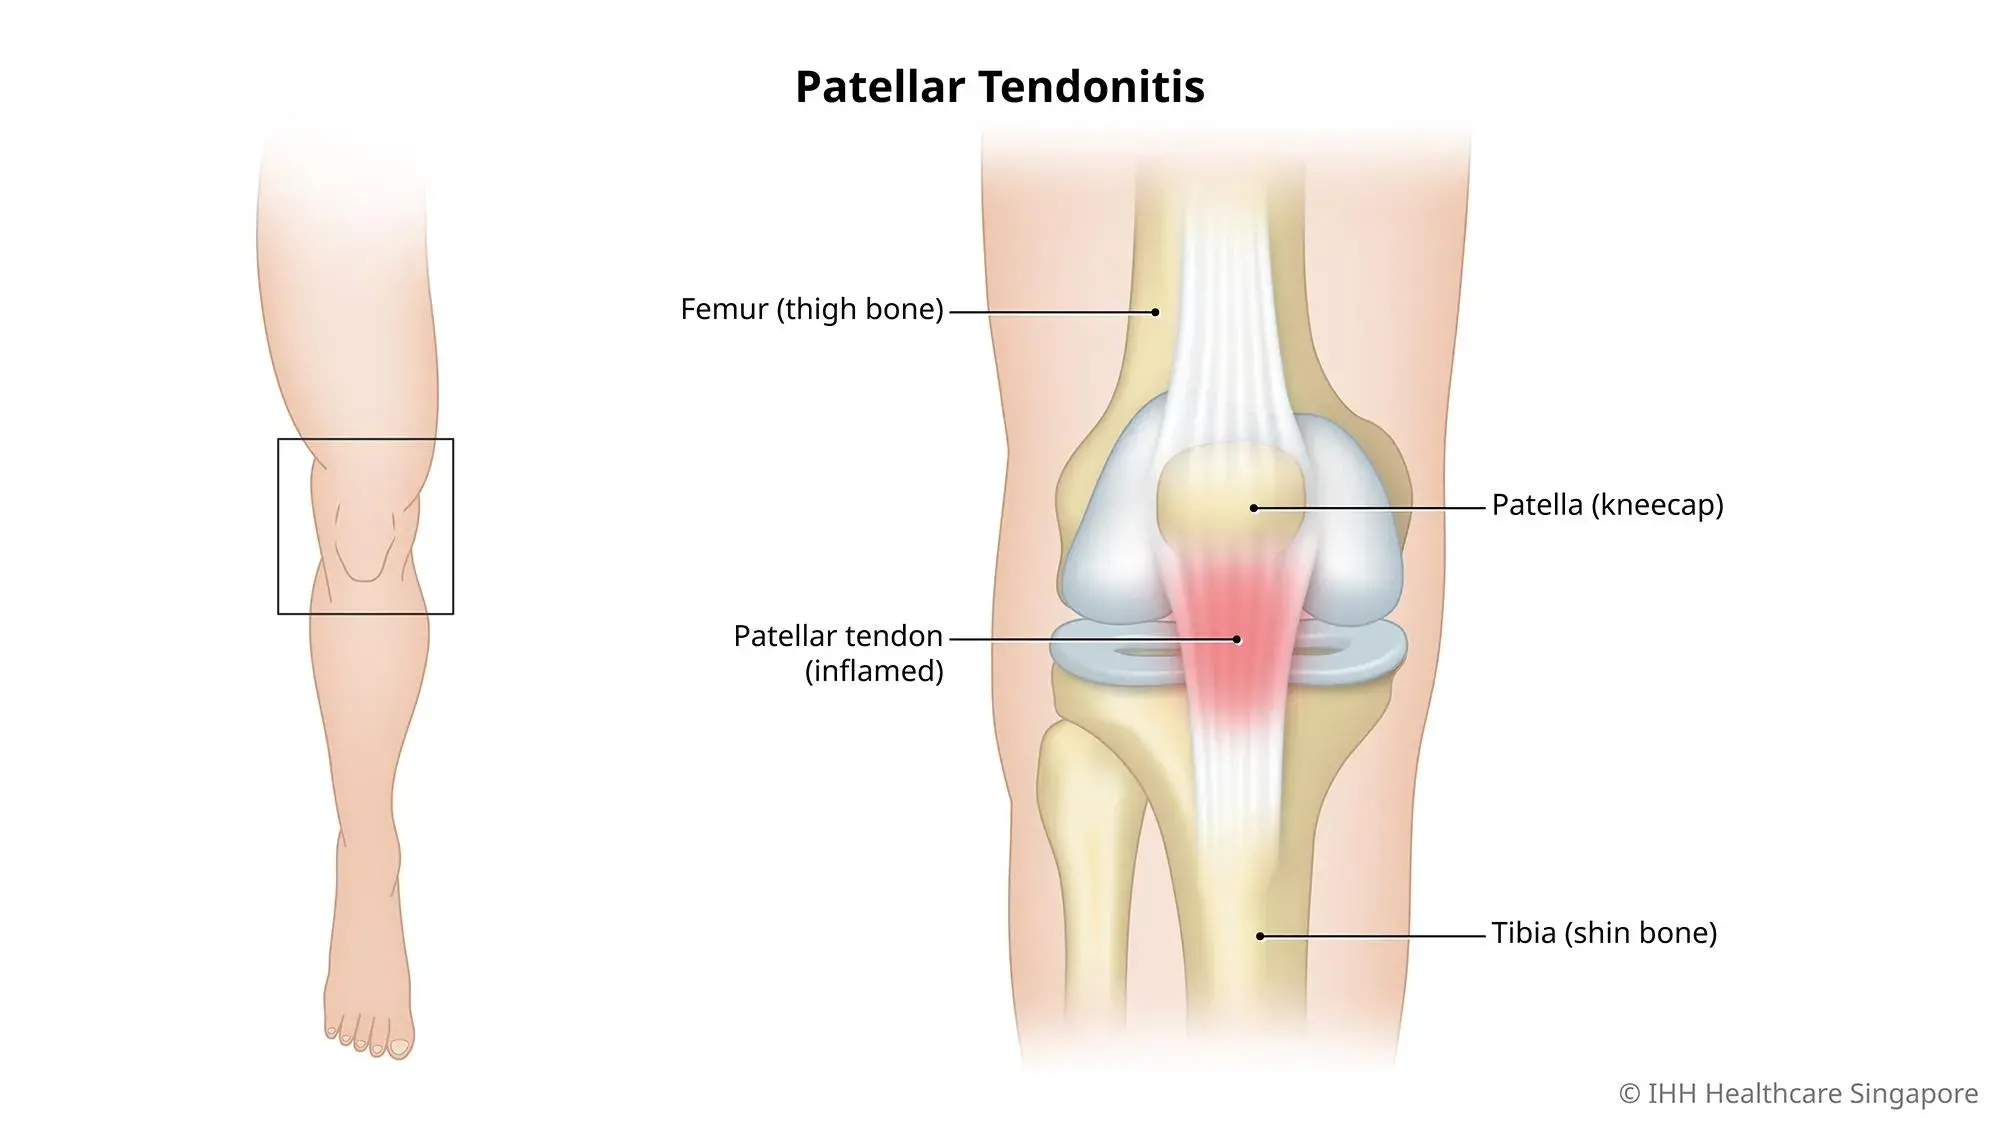 Patellar Tendonitis
Femur (thigh bone)
Patella (kneecap)
Patellar tendon
(inflamed)
Tibia (shin bone)
© IHH Healthcare Singapore